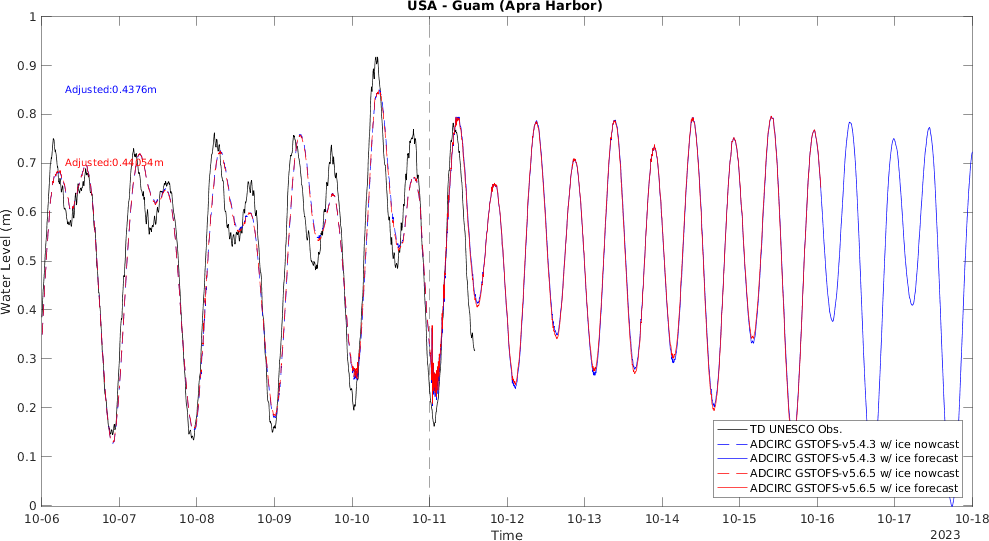 USA - Guam (Apra Harbor)
1
0.9
0.8
0.7
0.6
0.5
0.4
0.3
0.2
0.1
0
Water Level (m)
Adjusted:0.4376m
Adjusted:0.44054m
TD UNESCO Obs.
ADCIRC GSTOFS-v5.4.3 w/ ice nowcast
ADCIRC GSTOFS-v5.4.3 w/ ice forecast
ADCIRC GSTOFS-v5.6.5 w/ ice nowcast
ADCIRC GSTOFS-v5.6.5 w/ ice forecast
10-06 10-07 10-08 10-09 10-10 10-11 10-12 10-13 10-14 10-15 10-16 10-17 10-18
Time
2023